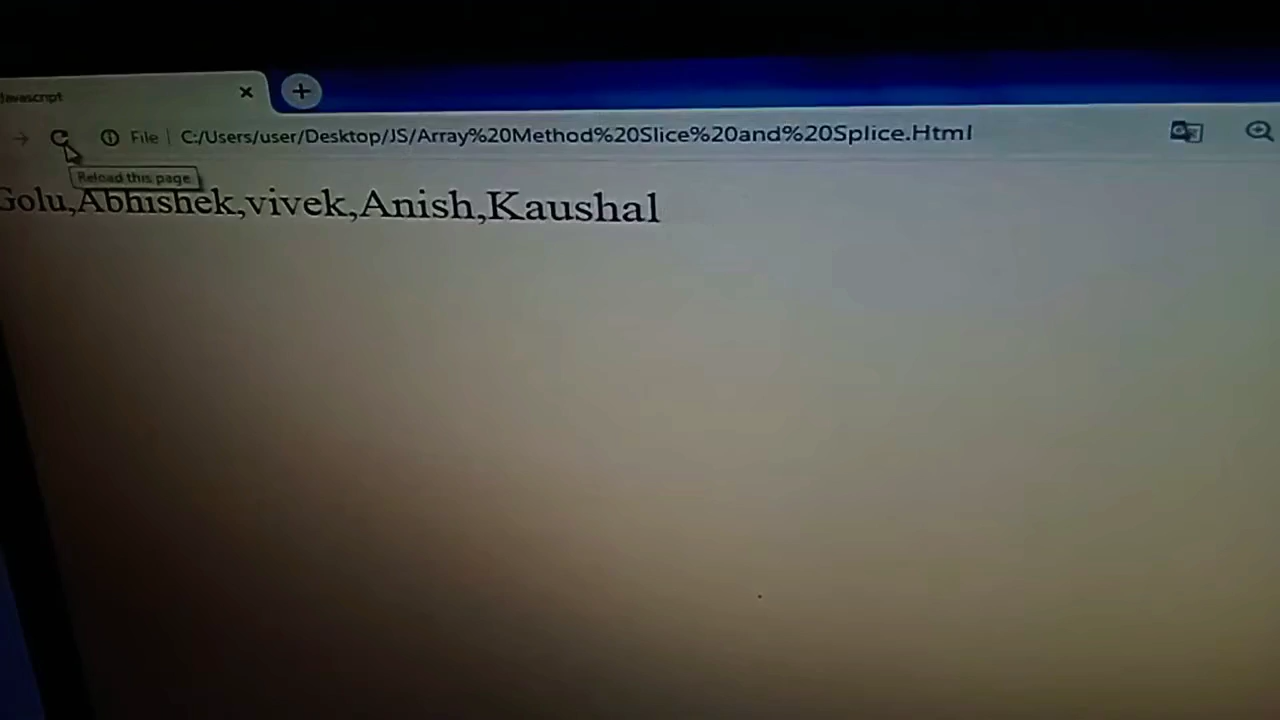 Javascript
File C:/Users/user/Desktop/JS/Array%20Method%20Slice%20and%20Splice.Html
Reload this page
Golu,Abhishek,vivek,Anish,Kaushal